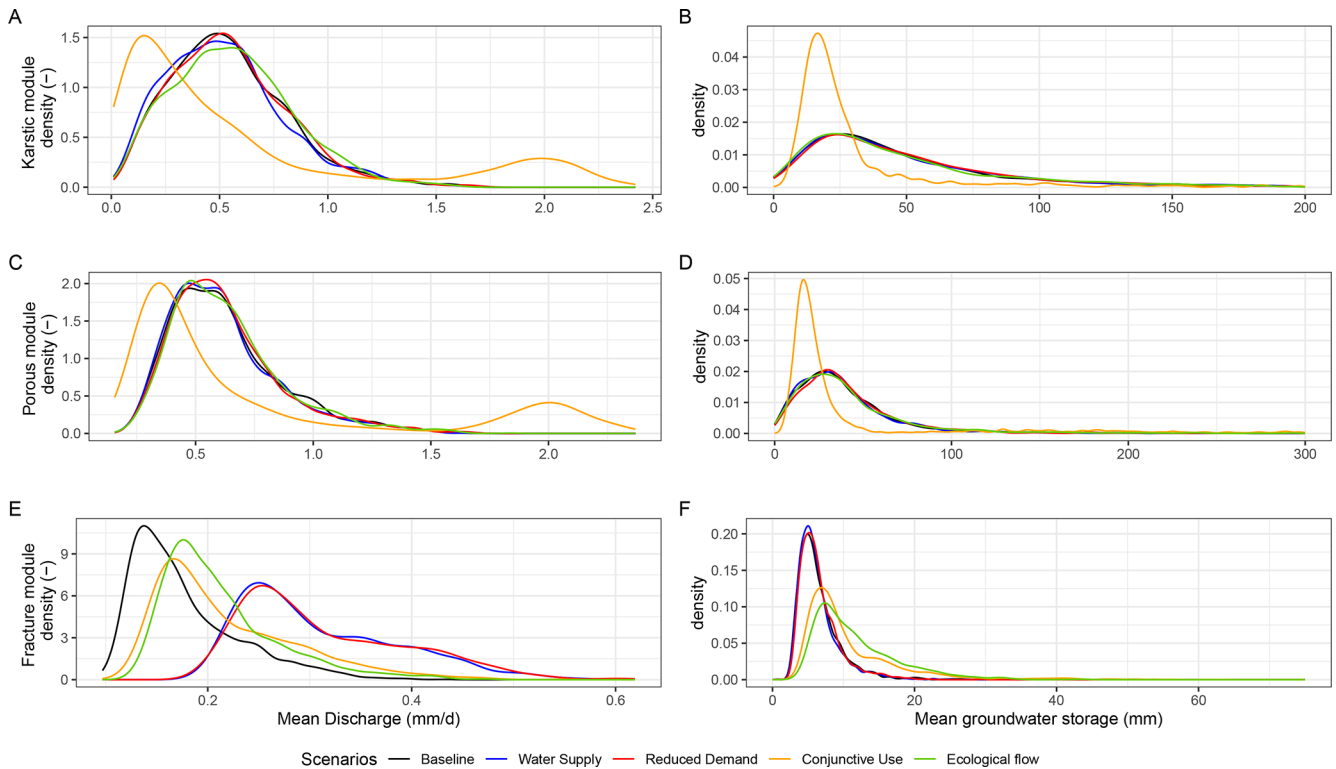 A
Karstic module
density (−)
1.5
1.0
0.5
0.0
0.0 0.5 1.0 1.5 2.0 2.5
B
density
0.04
0.03
0.02
0.01
0.00
0 50 100 150 200
C
Porous module
density (−)
2.0
1.5
1.0
0.5
0.0
0.5 1.0 1.5 2.0
D
density
0.05
0.04
0.03
0.02
0.01
0.00
0 100 200 300
E
Fracture module
density (−)
9
6
3
0
0.2 0.4 0.6
Mean Discharge (mm/d)
F
density
0.20
0.15
0.10
0.05
0.00
0 20 40 60
Mean groundwater storage (mm)
Scenarios Baseline Water Supply Reduced Demand Conjunctive Use Ecological flow